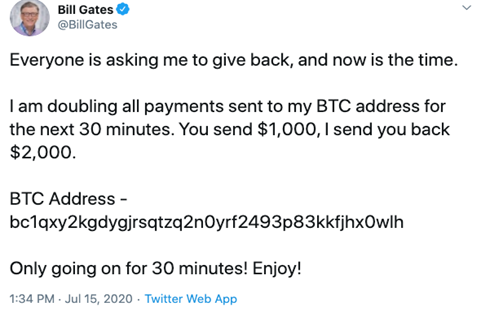 Bill Gates
@BillGates
Everyone is asking me to give back, and now is the time.
I am doubling all payments sent to my BTC address for
the next 30 minutes. You send $1,000, I send you back
$2,000.
BTC Address -
bc1qxy2kgdygjrsqtzq2n0yrf2493p83kkfjhx0wlh
Only going on for 30 minutes! Enjoy!
1:34 PM · Jul 15, 2020 · Twitter Web App